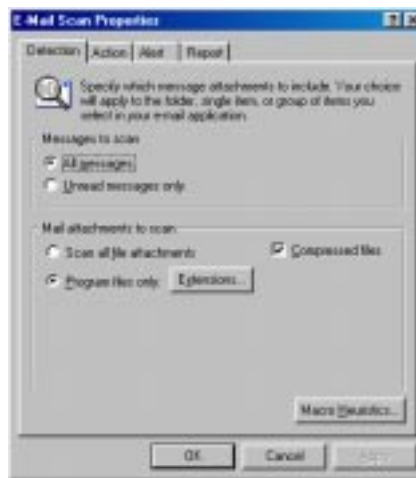 E-Mail Scan Properties
Detection Action Alert Report
Specify which message attachments to include. Your choice
will apply to the folder, single item, or group of items you
select in your e-mail application.
Messages to scan
All messages
Unread messages only
Mail attachments to scan
Scan all file attachments
Compressed files
Program files only
Extensions...
Macro Heuristics...
OK Cancel Apply